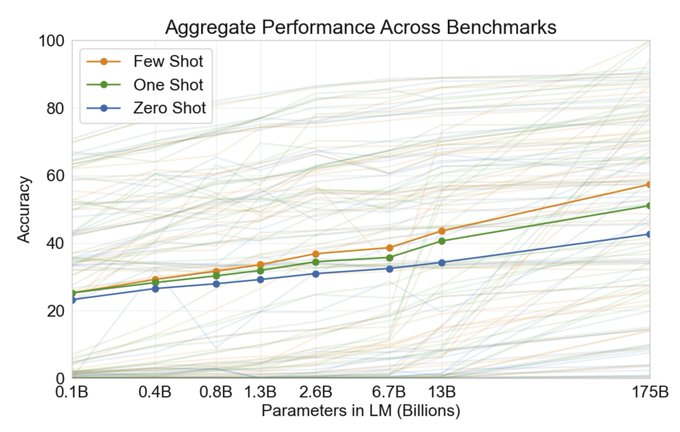 Aggregate Performance Across Benchmarks
100
80
60
40
20
0
Accuracy
Few Shot
One Shot
Zero Shot
0.1B 0.4B 0.8B 1.3B 2.6B 6.7B 13B 175B
Parameters in LM (Billions)